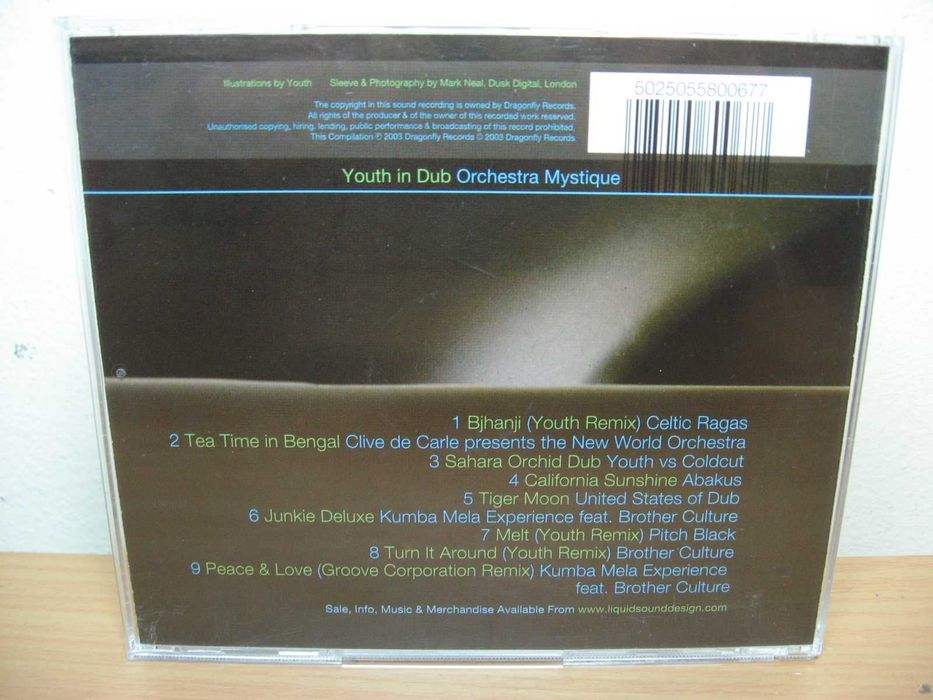 Illustrations by Youth Sleeve & Photography by Mark Neal, Dusk Digital, London
5025055800677
The copyright in this sound recording is owned by Dragonfly Records.
All rights of the producer & of the owner of this recorded work reserved.
Unauthorised copying, hiring, lending, public performance & broadcasting of this record prohibited.
This Compilation ℗ 2003 Dragonfly Records © 2003 Dragonfly Records
Youth in Dub Orchestra Mystique
1 Bjhanji (Youth Remix) Celtic Ragas
2 Tea Time in Bengal Clive de Carle presents the New World Orchestra
3 Sahara Orchid Dub Youth vs Coldcut
4 California Sunshine Abakus
5 Tiger Moon United States of Dub
6 Junkie Deluxe Kumba Mela Experience feat. Brother Culture
7 Melt (Youth Remix) Pitch Black
8 Turn It Around (Youth Remix) Brother Culture
9 Peace & Love (Groove Corporation Remix) Kumba Mela Experience
feat. Brother Culture
Sale, Info, Music & Merchandise Available From www.liquidsounddesign.com